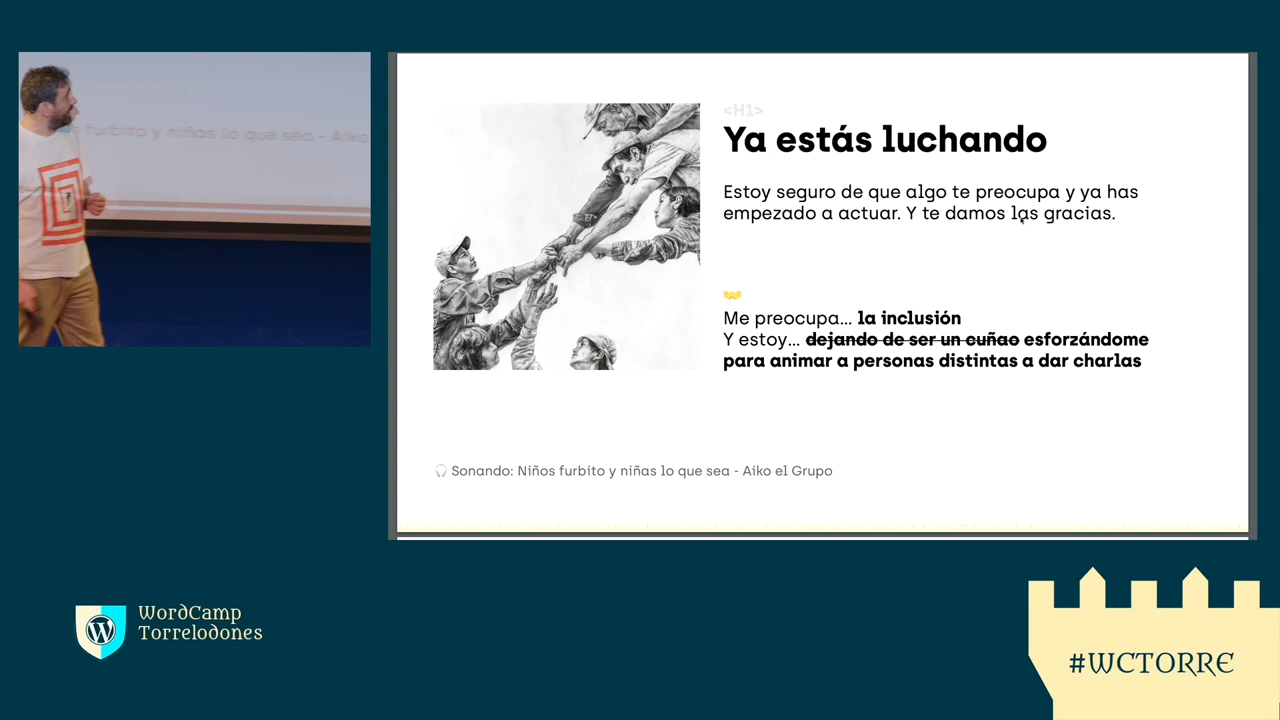 furbito y niñas lo que sea - Aiko
<H1>
Ya estás luchando
Estoy seguro de que algo te preocupa y ya has
empezado a actuar. Y te damos las gracias.
Me preocupa... la inclusión
Y estoy... dejando de ser un cuñao esforzándome
para animar a personas distintas a dar charlas
Sonando: Niños furbito y niñas lo que sea - Aiko el Grupo
WordCamp
Torrelodones
#WCTORRE